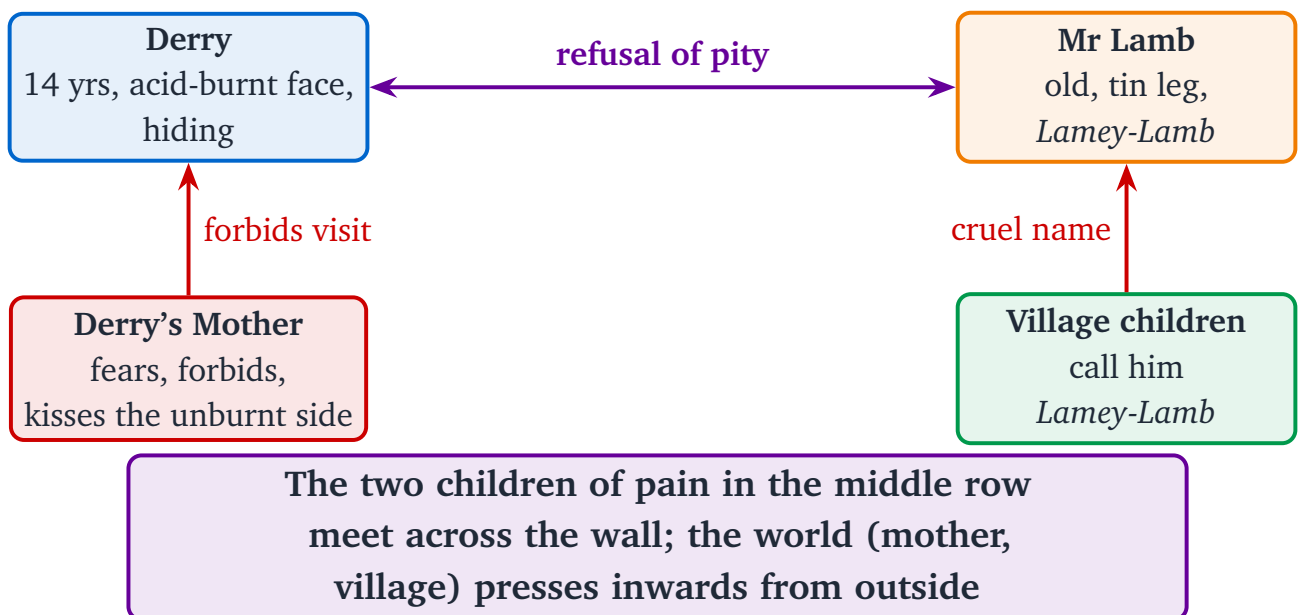 Derry
14 yrs, acid-burnt face,
hiding
refusal of pity
Mr Lamb
old, tin leg,
Lamey-Lamb
forbids visit
cruel name
Derry’s Mother
fears, forbids,
kisses the unburnt side
Village children
call him
Lamey-Lamb
The two children of pain in the middle row
meet across the wall; the world (mother,
village) presses inwards from outside